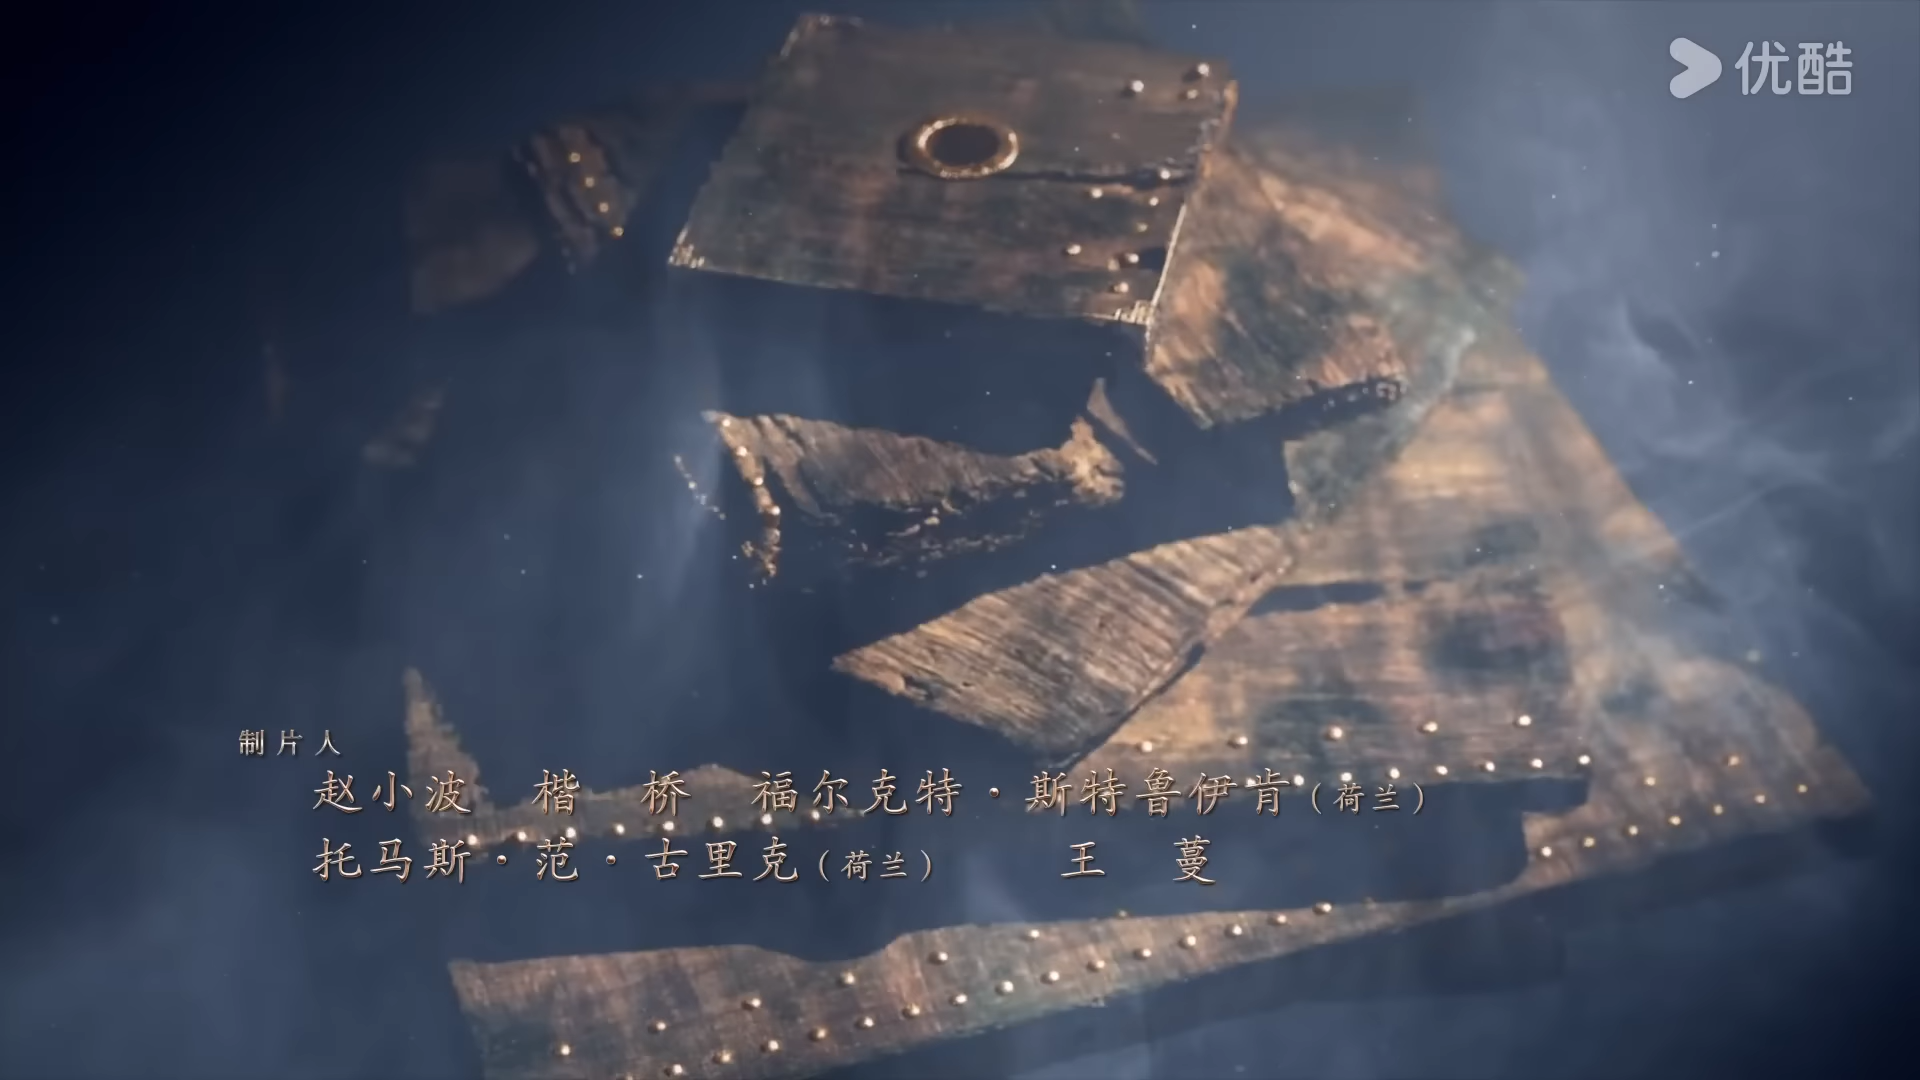 优酷
制片人
赵小波 楷 桥 福尔克特·斯特鲁伊肯（荷兰）
托马斯·范·古里克（荷兰） 王 蔓